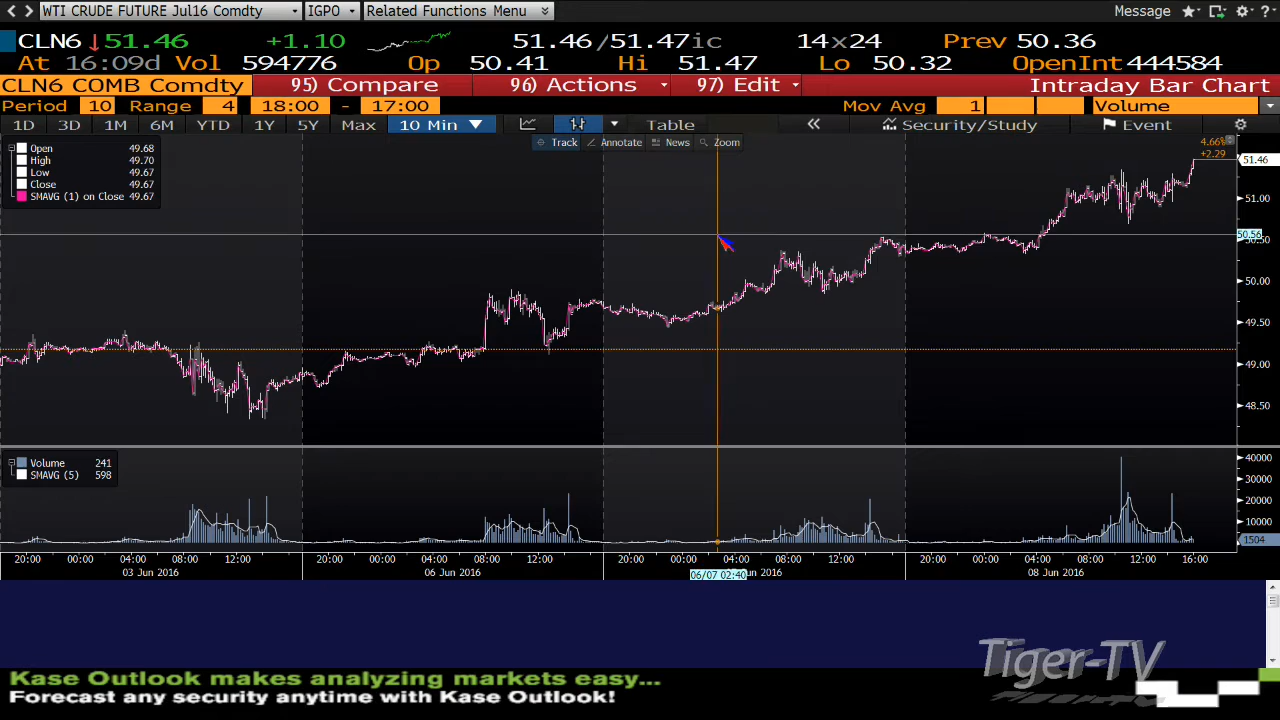 WTI CRUDE FUTURE Jul16 Comdty IGPO Related Functions Menu Message
CLN6 51.46 +1.10 51.46/51.47ic 14x24 Prev 50.36
At 16:09d Vol 594776 Op 50.41 Hi 51.47 Lo 50.32 OpenInt 444584
CLN6 COMB Comdty 95) Compare 96) Actions 97) Edit Intraday Bar Chart
Period 10 Range 4 18:00 - 17:00 Mov Avg 1 Volume
1D 3D 1M 6M YTD 1Y 5Y Max 10 Min Table Security/Study Event
Track Annotate News Zoom
4.66%
+2.29
Open 49.68
High 49.70
Low 49.67
Close 49.67
SMAVG (1) on Close 49.67
51.46
51.00
50.56
50.50
50.00
49.50
49.00
48.50
Volume 241
SMAVG (5) 598
40000
30000
20000
10000
1504
20:00 00:00 04:00 08:00 12:00 20:00 00:00 04:00 08:00 12:00 20:00 00:00 04:00 08:00 12:00 20:00 00:00 04:00 08:00 12:00 16:00
03 Jun 2016 06 Jun 2016 06/07 02:40 un 2016 08 Jun 2016
Tiger-TV
Kase Outlook makes analyzing markets easy...
Forecast any security anytime with Kase Outlook!